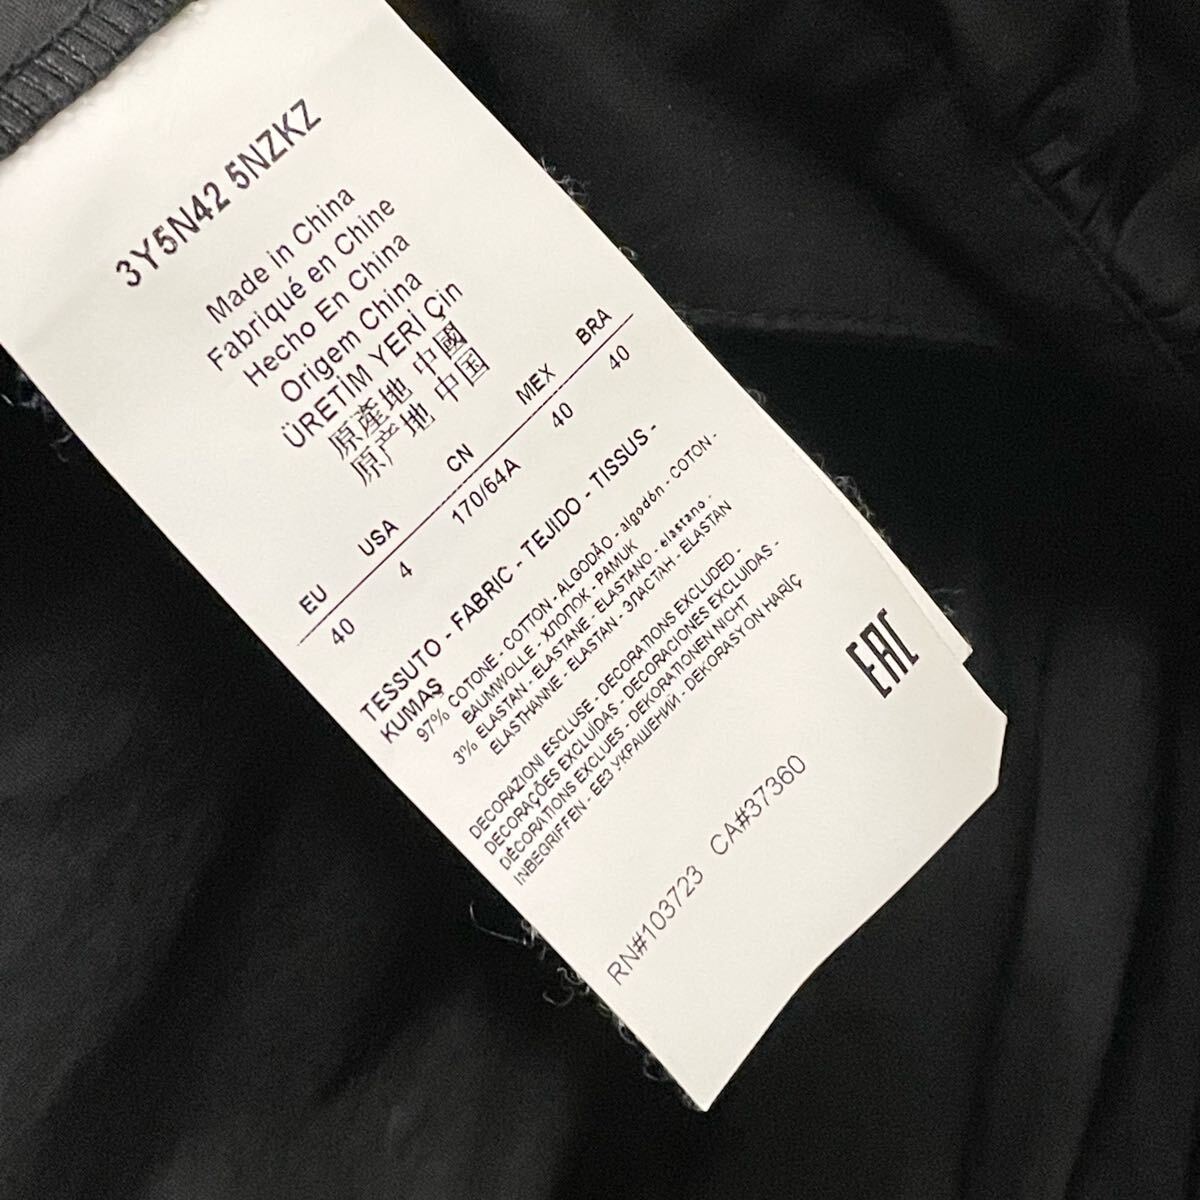 3Y5N42 5NZKZ
Made in China
Fabriqué en Chine
Hecho En China
Origem China
ÜRETİM YERİ Çin
原產地 中國
原产地 中国
EU USA CN MEX BRA
40 4 170/64A 40 40
TESSUTO - FABRIC - TEJIDO - TISSUS -
KUMAŞ
97% COTONE - COTTON - ALGODÃO - algodón - COTON -
BAUMWOLLE - ХЛОПОК - PAMUK
3% ELASTAN - ELASTANE - ELASTANO - elastano -
ELASTHANNE - ELASTAN - ЭЛАСТАН - ELASTAN
DECORAZIONI ESCLUSE - DECORATIONS EXCLUDED -
DECORAÇÕES EXCLUÍDAS - DECORACIONES EXCLUIDAS -
DÉCORATIONS EXCLUES - DEKORATIONEN NICHT
INBEGRIFFEN - БЕЗ УКРАШЕНИЙ - DEKORASYON HARİÇ
EAC
RN#103723 CA#37360